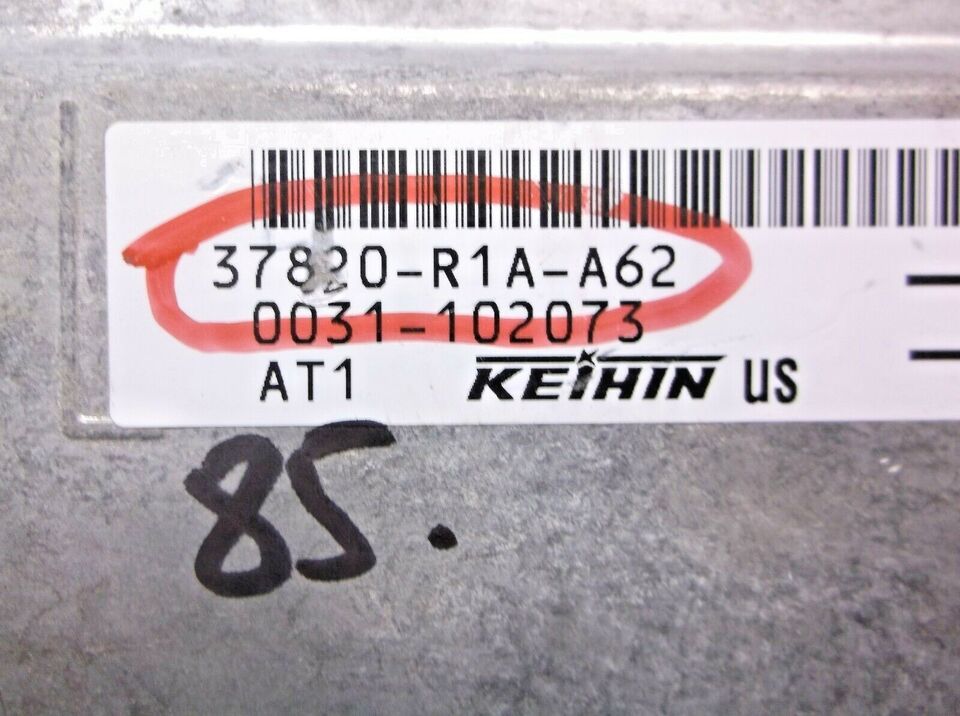 37820-R1A-A62
0031-102073
AT1 KEIHIN US
85.